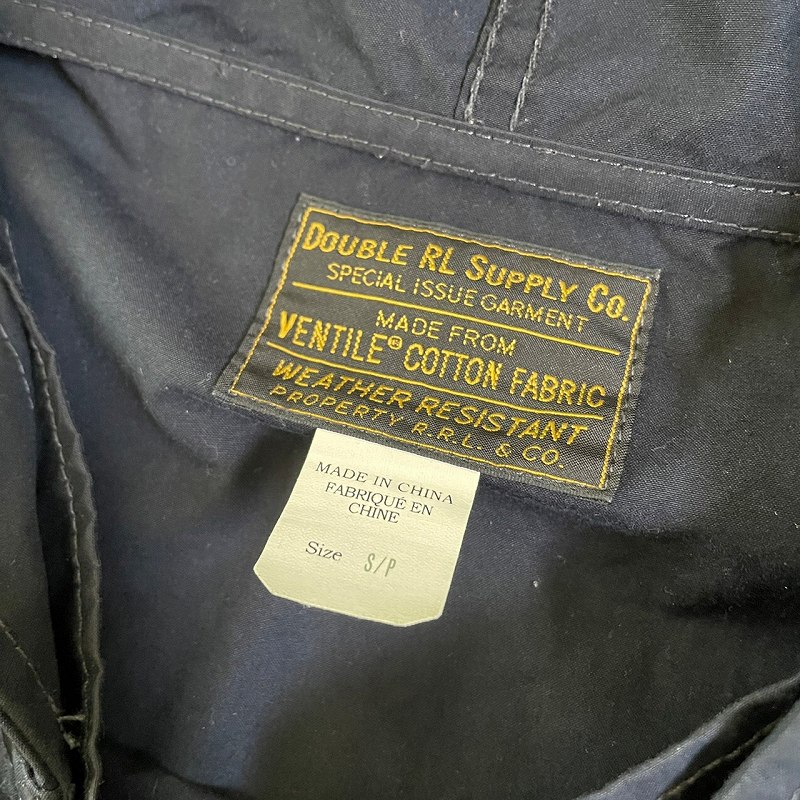 DOUBLE RL SUPPLY CO.
SPECIAL ISSUE GARMENT
MADE FROM
VENTILE® COTTON FABRIC
WEATHER RESISTANT
PROPERTY R.R.L. & CO.
MADE IN CHINA
FABRIQUÉ EN
CHINE
Size S/P